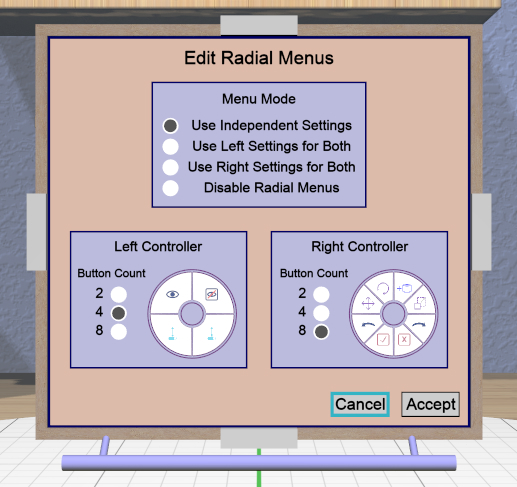 Edit Radial Menus
Menu Mode
Use Independent Settings
Use Left Settings for Both
Use Right Settings for Both
Disable Radial Menus
Left Controller
Button Count
2
4
8
Right Controller
Button Count
2
4
8
Cancel
Accept